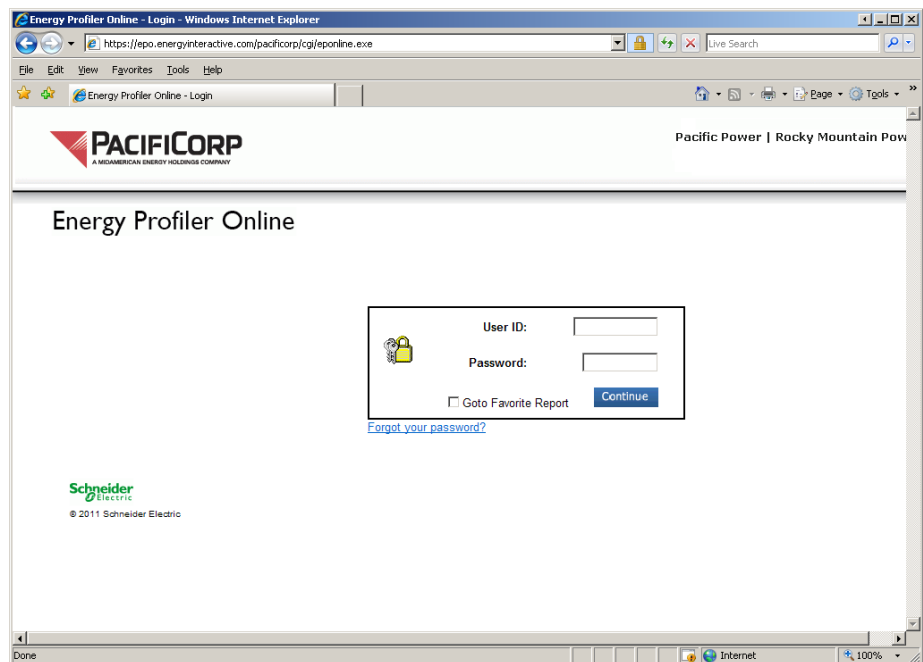 Energy Profiler Online - Login - Windows Internet Explorer
https://epo.energyinteractive.com/pacificorp/cgi/eponline.exe
Live Search
File Edit View Favorites Tools Help
Energy Profiler Online - Login
Page Tools »
PACIFICORP
A MIDAMERICAN ENERGY HOLDINGS COMPANY
Pacific Power | Rocky Mountain Pow
Energy Profiler Online
User ID:
Password:
Goto Favorite Report
Continue
Forgot your password?
Schneider
Electric
© 2011 Schneider Electric
Done
Internet
100%